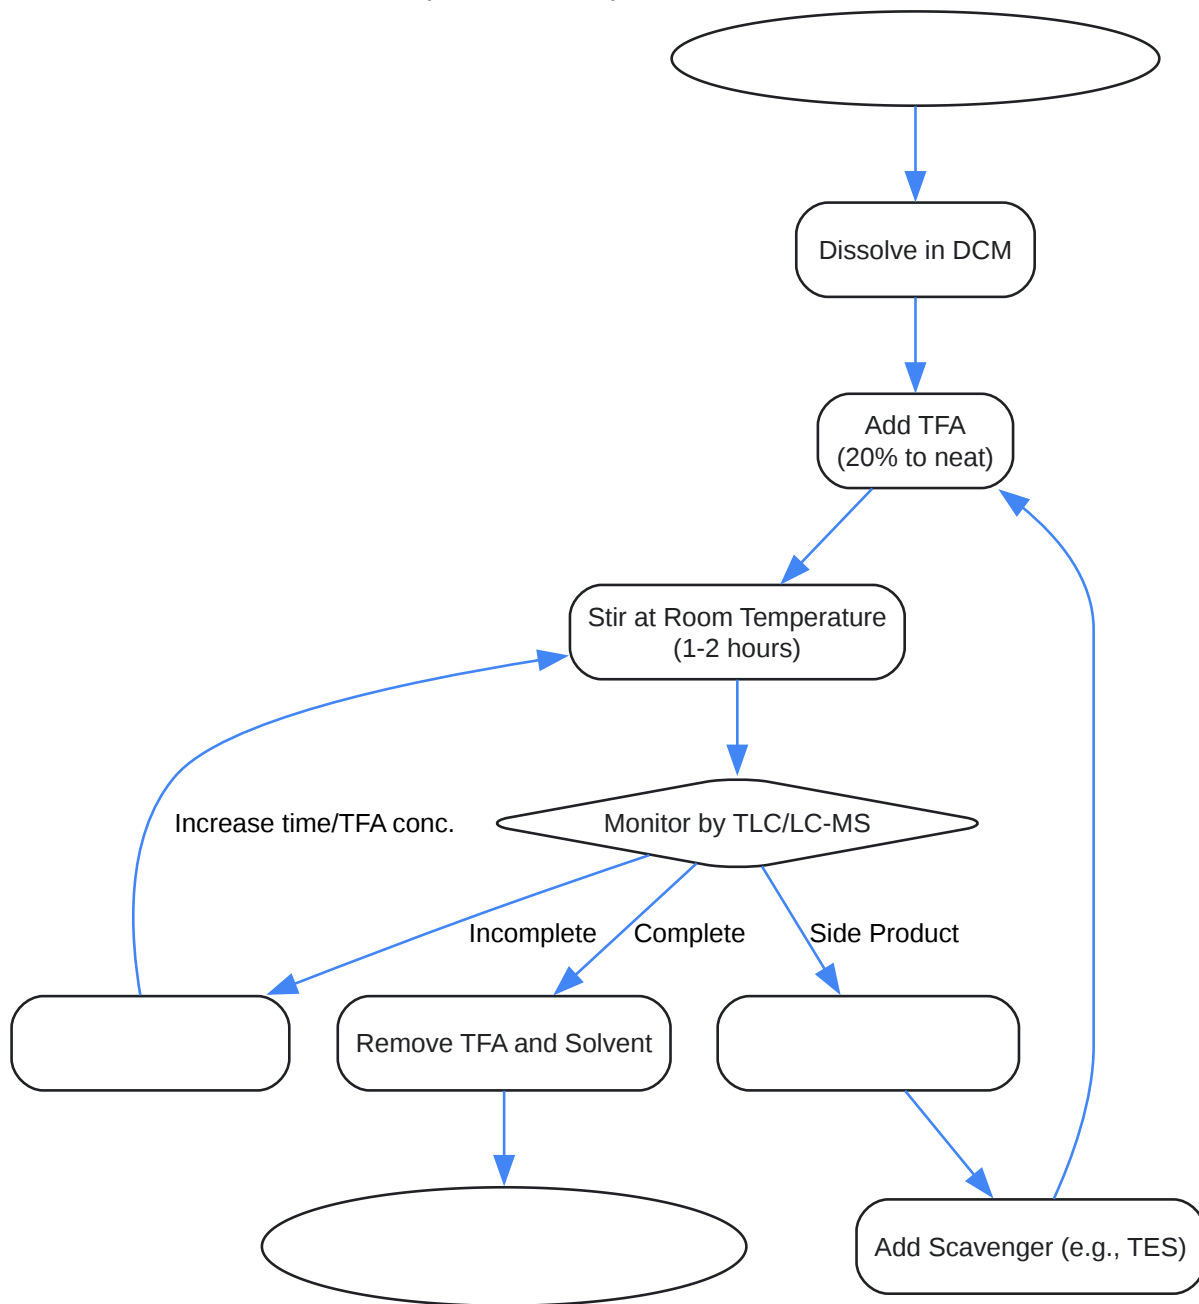 Dissolve in DCM
Add TFA
(20% to neat)
Stir at Room Temperature
(1-2 hours)
Increase time/TFA conc.
Monitor by TLC/LC-MS
Incomplete
Complete
Side Product
Remove TFA and Solvent
Add Scavenger (e.g., TES)